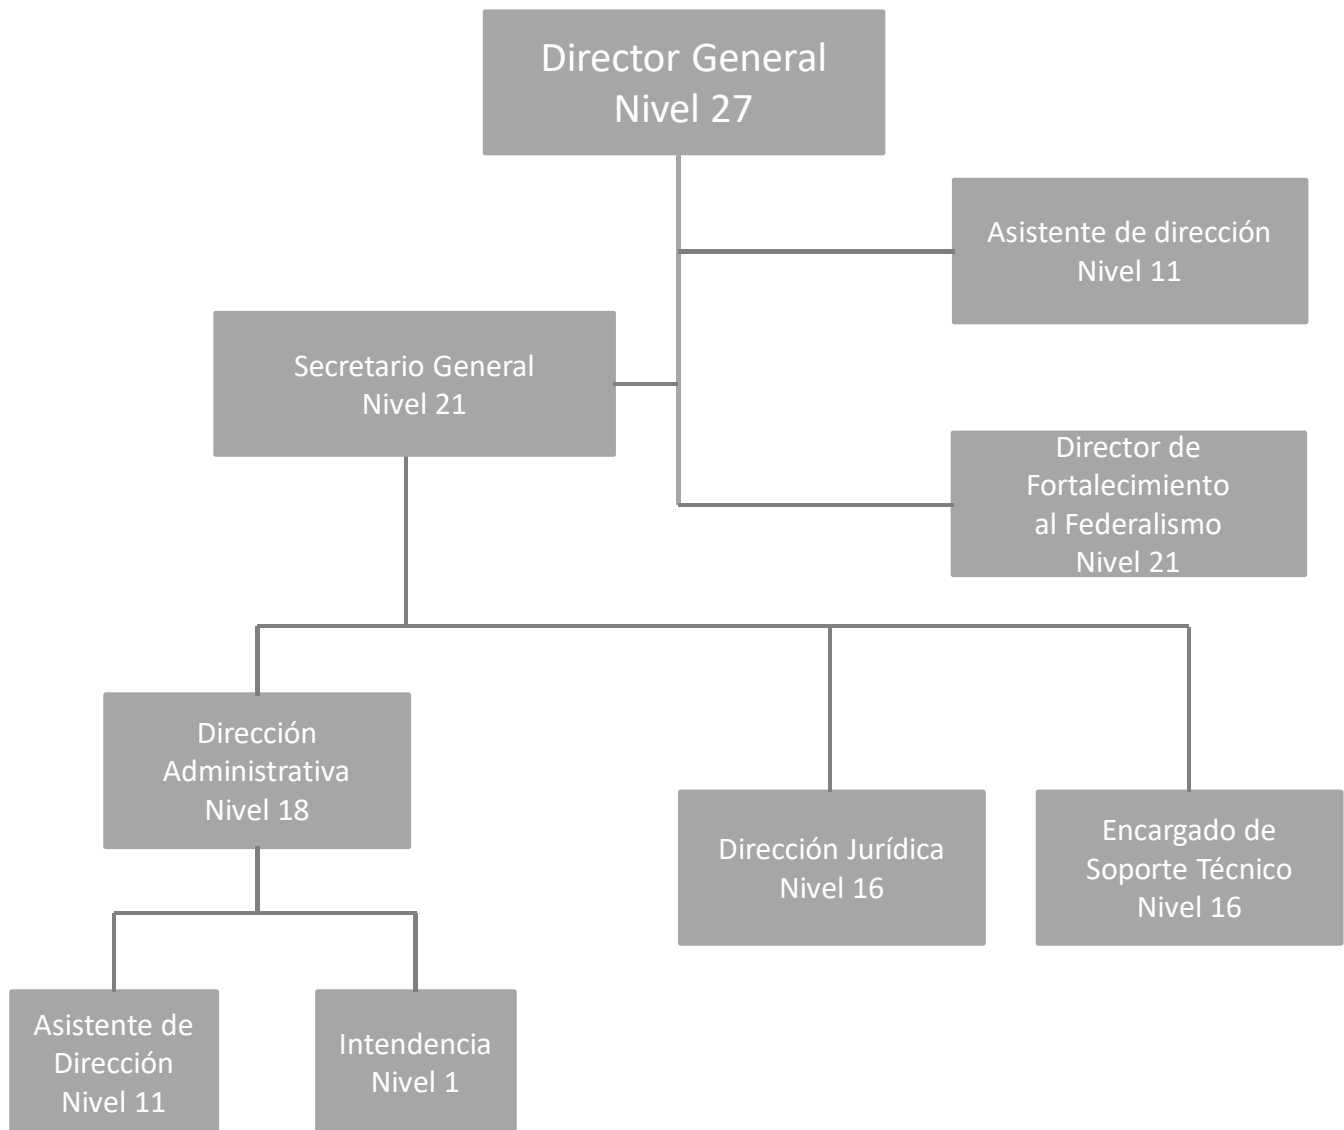 Director General
Nivel 27
Asistente de dirección
Nivel 11
Secretario General
Nivel 21
Director de
Fortalecimiento
al Federalismo
Nivel 21
Dirección
Administrativa
Nivel 18
Dirección Jurídica
Nivel 16
Encargado de
Soporte Técnico
Nivel 16
Asistente de
Dirección
Nivel 11
Intendencia
Nivel 1